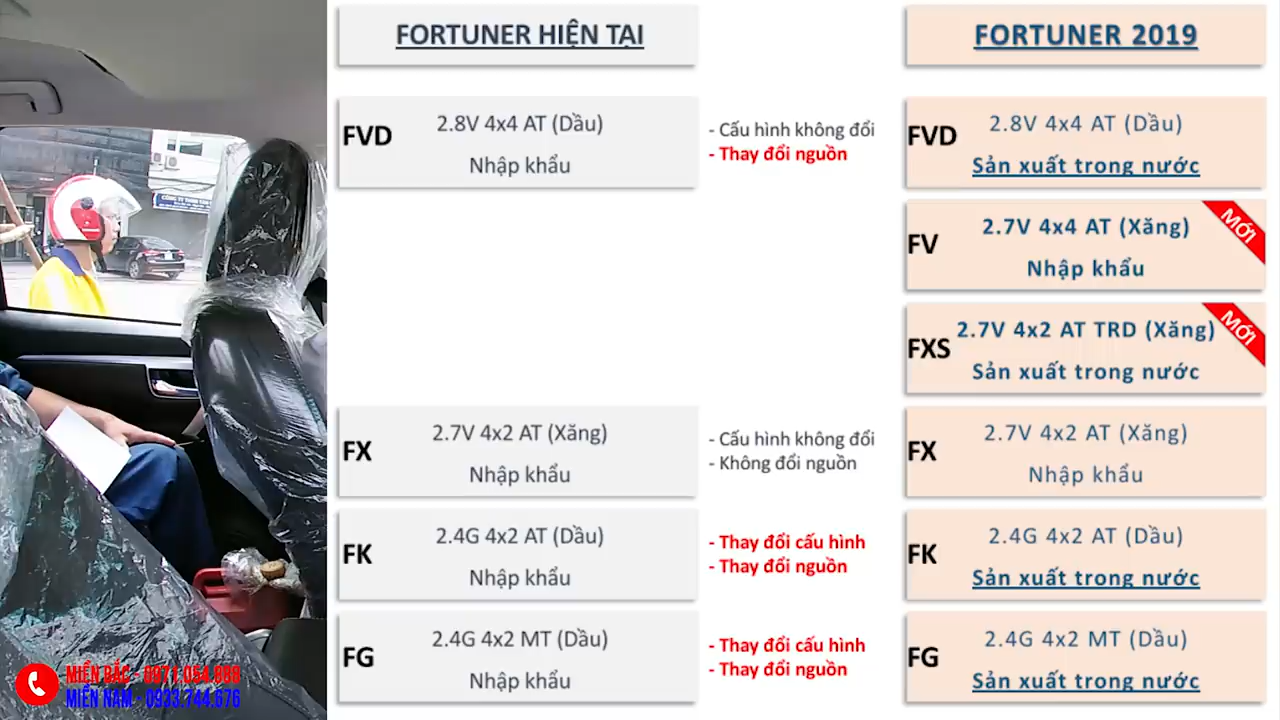 FORTUNER HIỆN TẠI
FORTUNER 2019
FVD
2.8V 4x4 AT (Dầu)
Nhập khẩu
- Cấu hình không đổi
- Thay đổi nguồn
FVD
2.8V 4x4 AT (Dầu)
Sản xuất trong nước
FV
2.7V 4x4 AT (Xăng)
Nhập khẩu
MỚI
FXS
2.7V 4x2 AT TRD (Xăng)
Sản xuất trong nước
MỚI
FX
2.7V 4x2 AT (Xăng)
Nhập khẩu
- Cấu hình không đổi
- Không đổi nguồn
FX
2.7V 4x2 AT (Xăng)
Nhập khẩu
FK
2.4G 4x2 AT (Dầu)
Nhập khẩu
- Thay đổi cấu hình
- Thay đổi nguồn
FK
2.4G 4x2 AT (Dầu)
Sản xuất trong nước
FG
2.4G 4x2 MT (Dầu)
Nhập khẩu
- Thay đổi cấu hình
- Thay đổi nguồn
FG
2.4G 4x2 MT (Dầu)
Sản xuất trong nước
MIỀN BẮC - 0971.054.888
MIỀN NAM - 0933.744.676